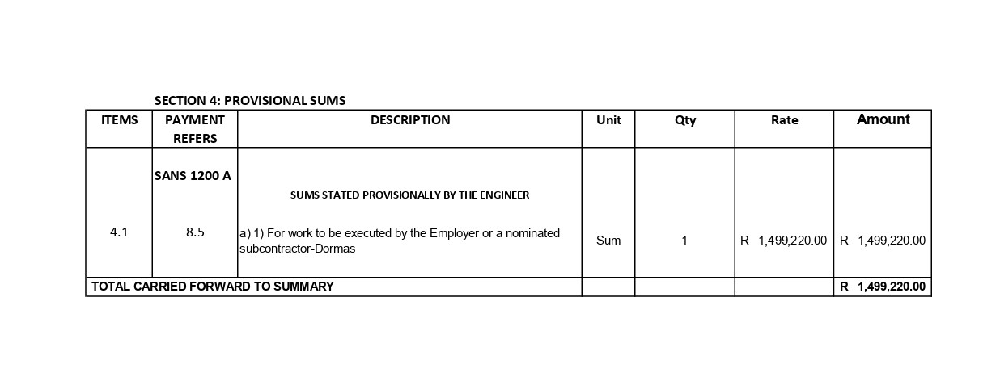 SECTION 4: PROVISIONAL SUMS
ITEMS PAYMENT REFERS DESCRIPTION Unit Qty Rate Amount
SANS 1200 A
SUMS STATED PROVISIONALLY BY THE ENGINEER
4.1 8.5 a) 1) For work to be executed by the Employer or a nominated
subcontractor-Dormas Sum 1 R 1,499,220.00 R 1,499,220.00
TOTAL CARRIED FORWARD TO SUMMARY R 1,499,220.00